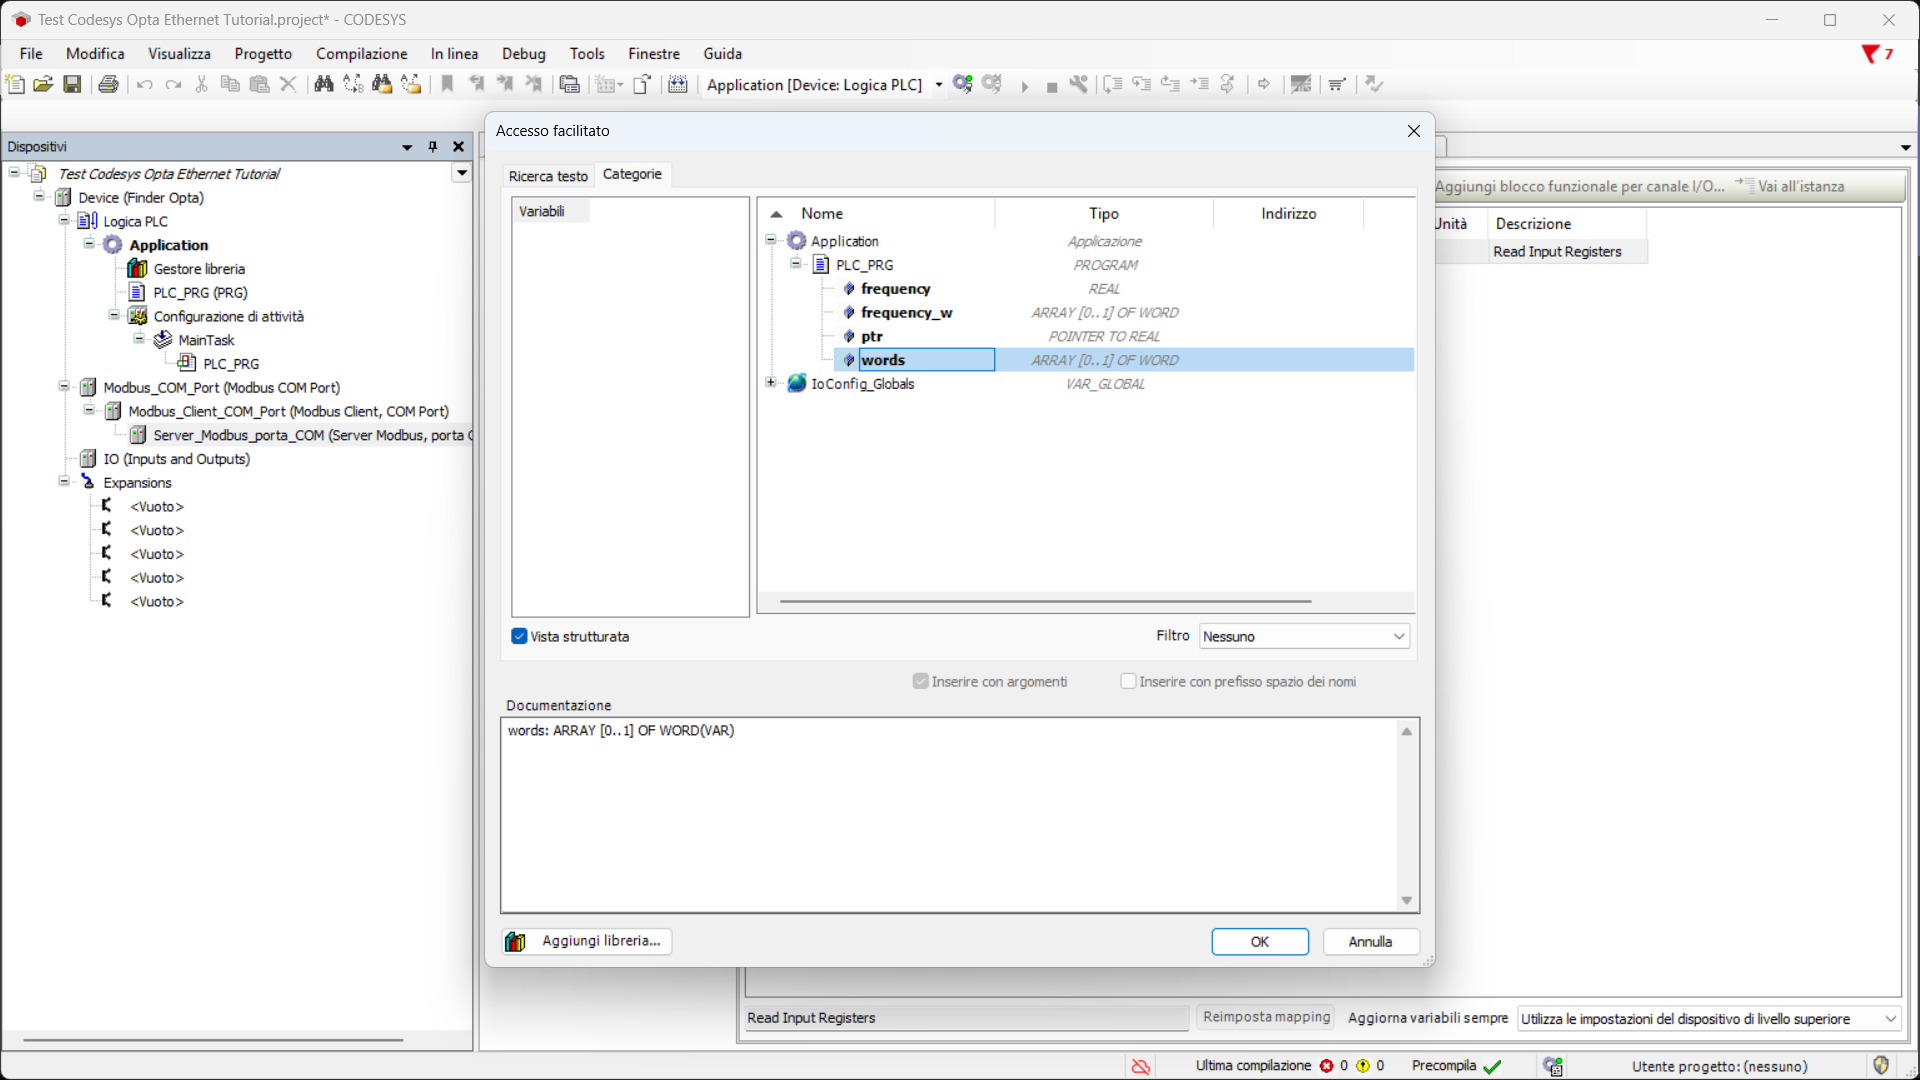 Test Codesys Opta Ethernet Tutorial.project* - CODESYS
File Modifica Visualizza Progetto Compilazione In linea Debug Tools Finestre Guida
7
Application [Device: Logica PLC]
Dispositivi
Test Codesys Opta Ethernet Tutorial
Device (Finder Opta)
Logica PLC
Application
Gestore libreria
PLC_PRG (PRG)
Configurazione di attività
MainTask
PLC_PRG
Modbus_COM_Port (Modbus COM Port)
Modbus_Client_COM_Port (Modbus Client, COM Port)
Server_Modbus_porta_COM (Server Modbus, porta
IO (Inputs and Outputs)
Expansions
<Vuoto>
<Vuoto>
<Vuoto>
<Vuoto>
<Vuoto>
Accesso facilitato
Ricerca testo Categorie
Variabili
Nome Tipo Indirizzo
Application Applicazione
PLC_PRG PROGRAM
frequency REAL
frequency_w ARRAY [0..1] OF WORD
ptr POINTER TO REAL
words ARRAY [0..1] OF WORD
IoConfig_Globals VAR_GLOBAL
Vista strutturata
Filtro Nessuno
Inserire con argomenti Inserire con prefisso spazio dei nomi
Documentazione
words: ARRAY [0..1] OF WORD(VAR)
Aggiungi libreria... OK Annulla
Aggiungi blocco funzionale per canale I/O... Vai all'istanza
Unità Descrizione
Read Input Registers
Read Input Registers Reimposta mapping Aggiorna variabili sempre Utilizza le impostazioni del dispositivo di livello superiore
Ultima compilazione 0 0 Precompila Utente progetto: (nessuno)